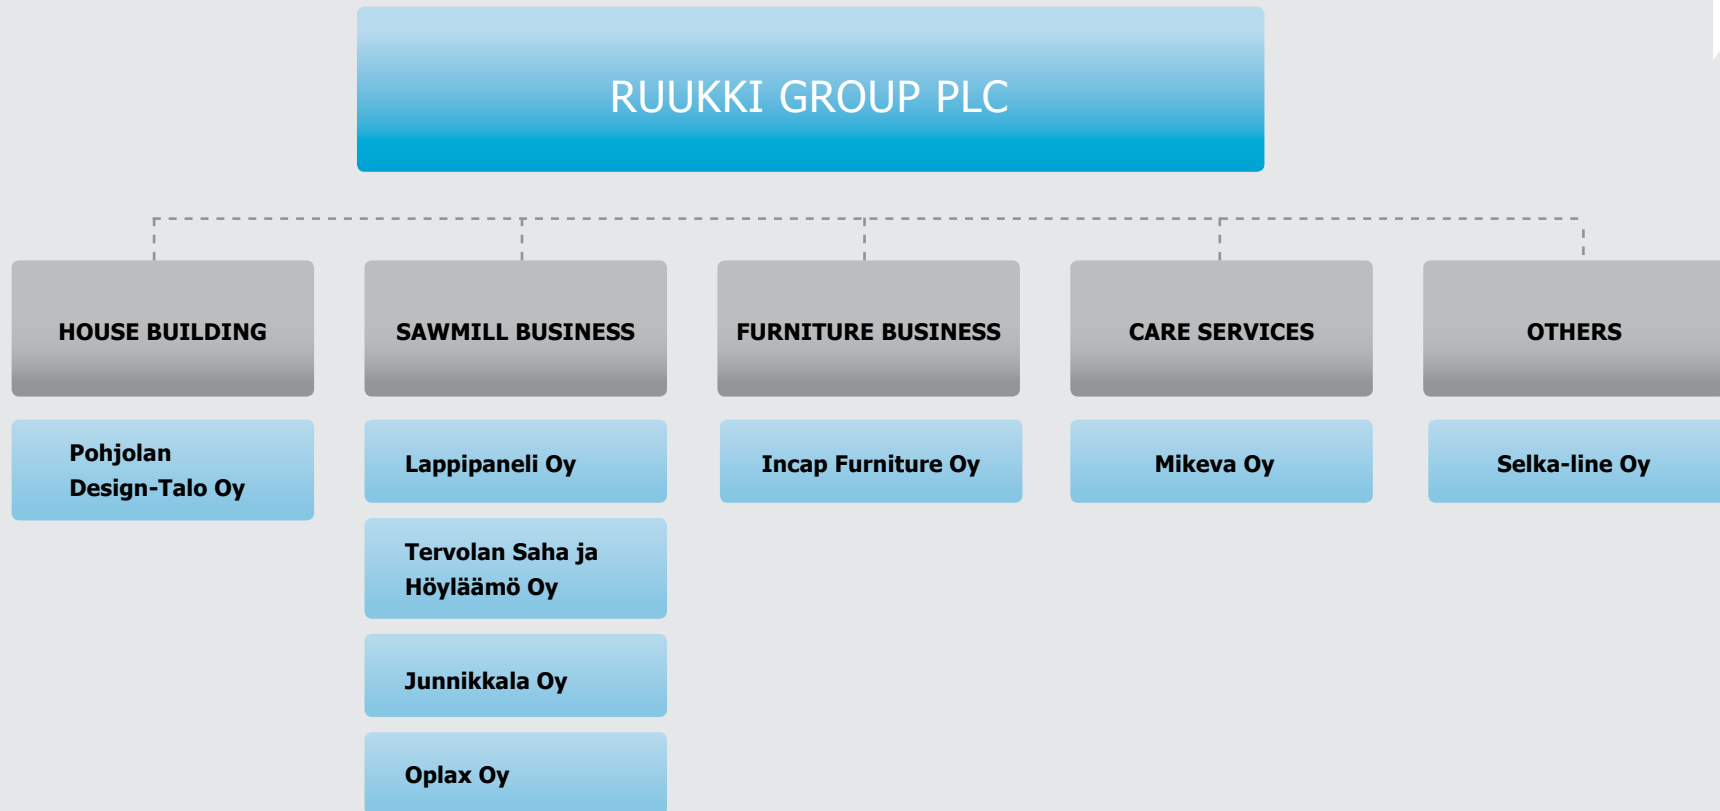 RUUKKI GROUP PLC
HOUSE BUILDING
SAWMILL BUSINESS
FURNITURE BUSINESS
CARE SERVICES
OTHERS
Pohjolan
Design-Talo Oy
Lappipaneli Oy
Tervolan Saha ja
Höyläämö Oy
Junnikkala Oy
Oplax Oy
Incap Furniture Oy
Mikeva Oy
Selka-line Oy